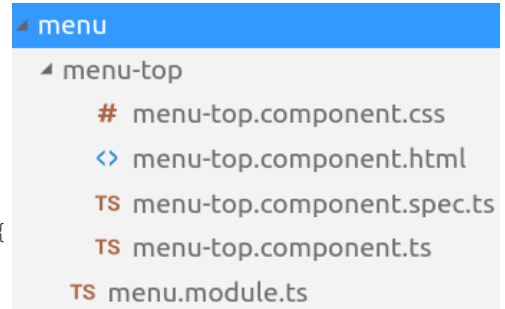 menu
menu-top
# menu-top.component.css
<> menu-top.component.html
TS menu-top.component.spec.ts
{
TS menu-top.component.ts
TS menu.module.ts